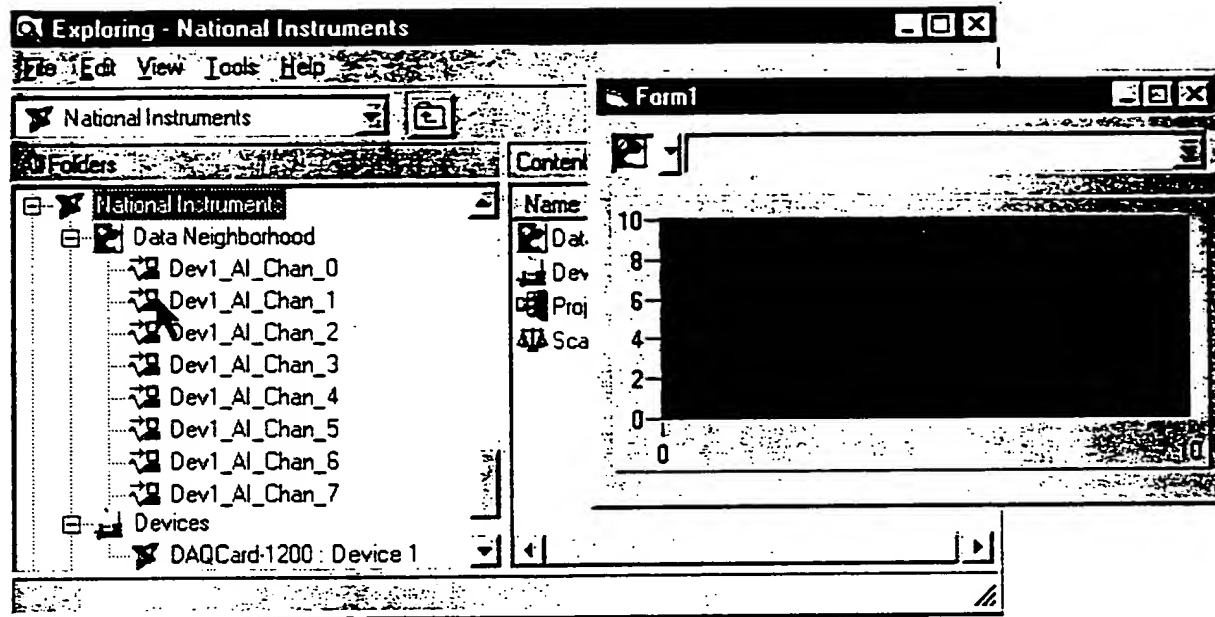 Exploring - National Instruments
File Edit View Tools Help
National Instruments
Folders
National Instruments
Data Neighborhood
Dev1_AI_Chan_0
Dev1_AI_Chan_1
Dev1_AI_Chan_2
Dev1_AI_Chan_3
Dev1_AI_Chan_4
Dev1_AI_Chan_5
Dev1_AI_Chan_6
Dev1_AI_Chan_7
Devices
DAQCard-1200 : Device 1
Content
Name
Dat
Dev
Proj
Sca
Form1
10
8
6
4
2
0
0